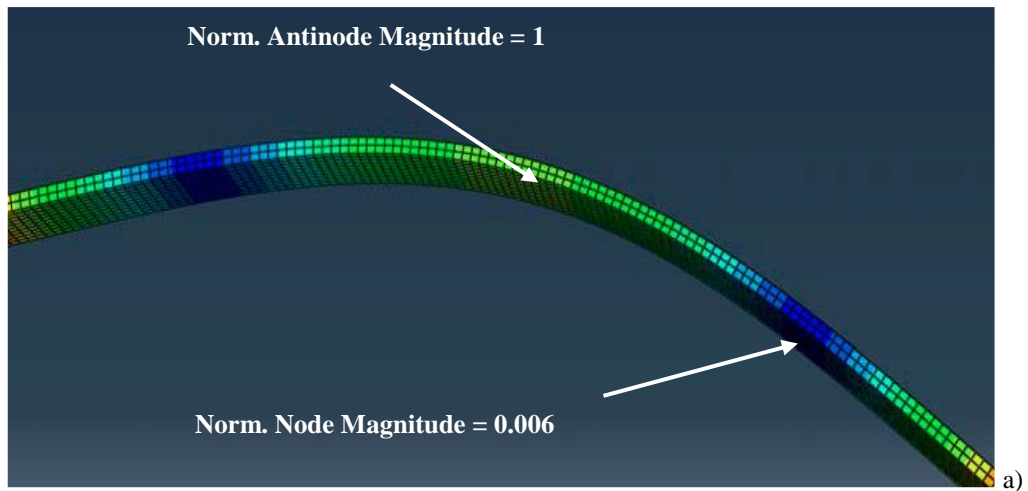 Norm. Antinode Magnitude = 1
Norm. Node Magnitude = 0.006
a)